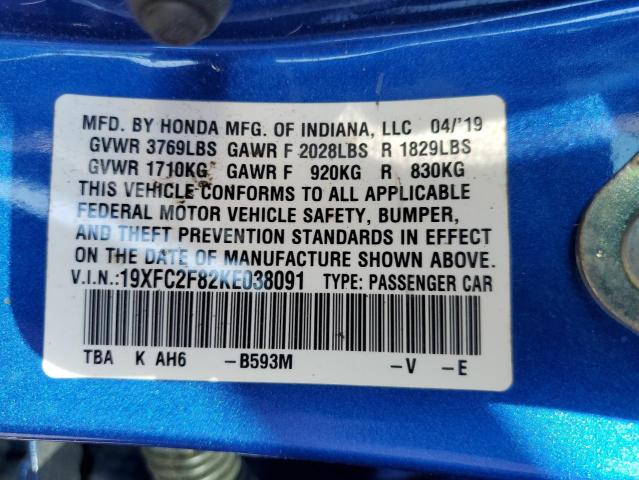 MFD. BY HONDA MFG. OF INDIANA, LLC 04/'19
GVWR 3769LBS GAWR F 2028LBS R 1829LBS
GVWR 1710KG GAWR F 920KG R 830KG
THIS VEHICLE CONFORMS TO ALL APPLICABLE
FEDERAL MOTOR VEHICLE SAFETY, BUMPER,
AND THEFT PREVENTION STANDARDS IN EFFECT
ON THE DATE OF MANUFACTURE SHOWN ABOVE.
V.I.N.:19XFC2F82KE038091 TYPE: PASSENGER CAR
TBA K AH6 –B593M –V –E